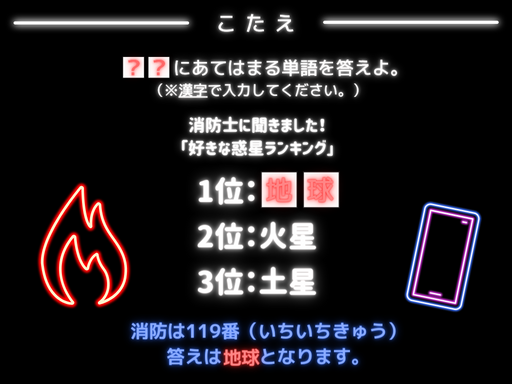 こたえ
？？にあてはまる単語を答えよ。
（※漢字で入力してください。）
消防士に聞きました！
「好きな惑星ランキング」
1位：地球
2位：火星
3位：土星
消防は119番（いちいちきゅう）
答えは地球となります。